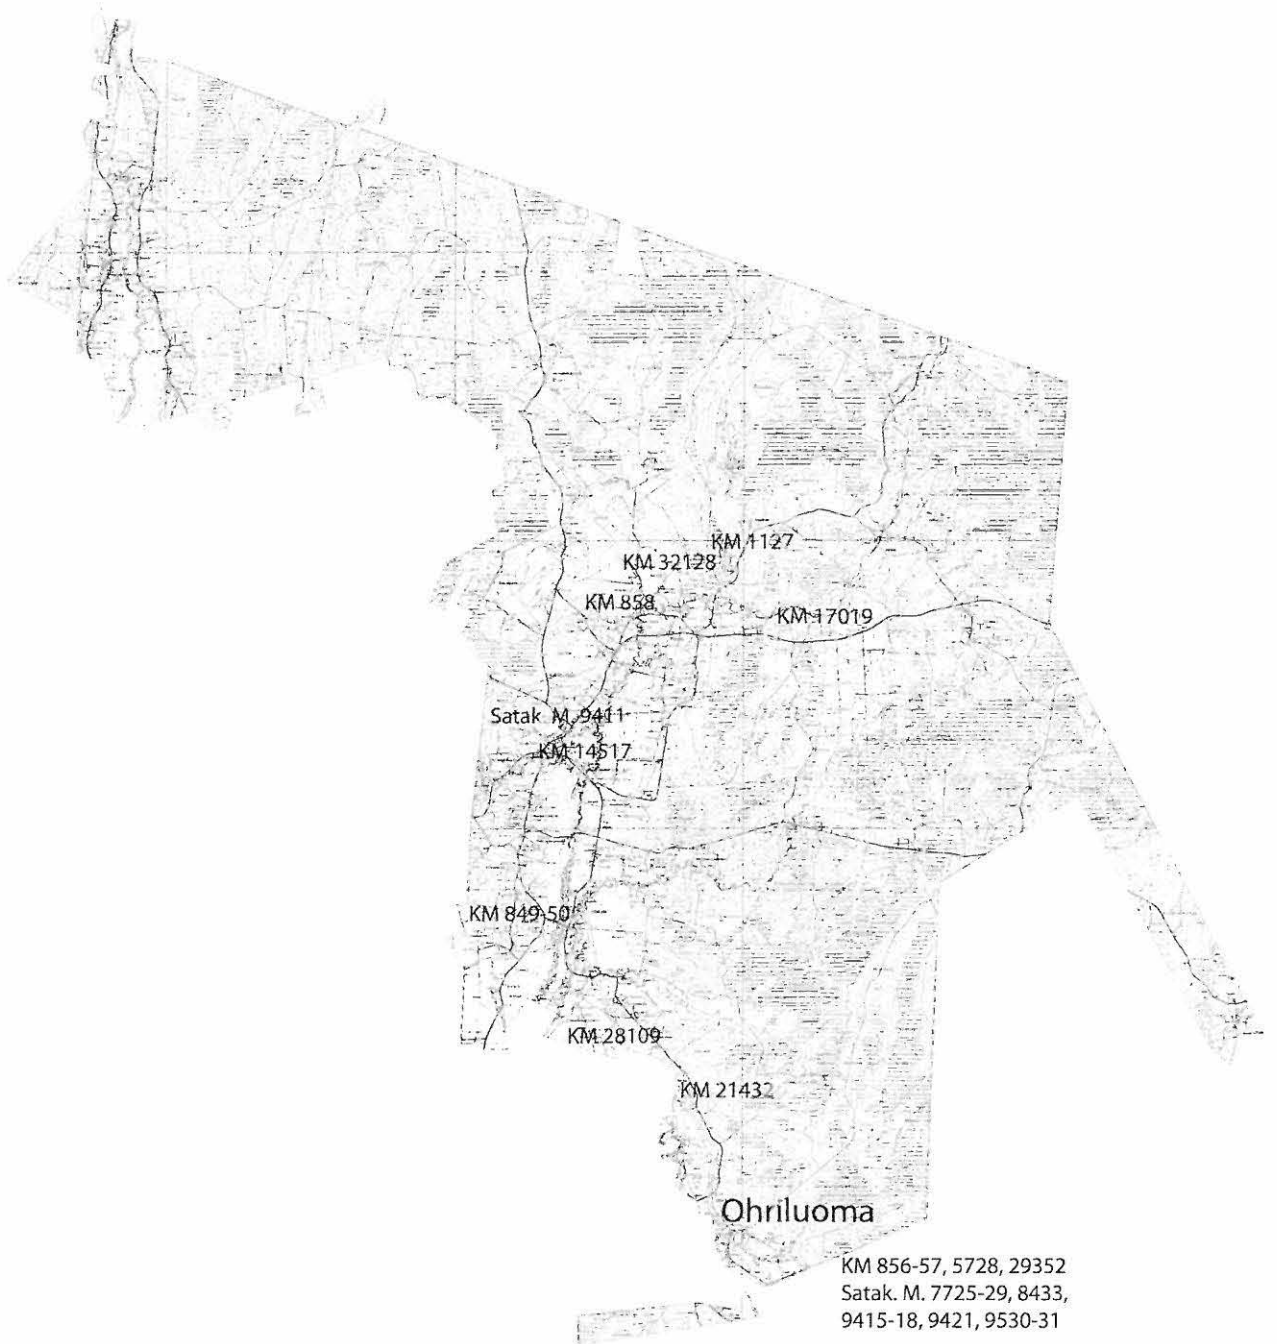 KM 1127
KM 32128
KM 858
KM 17019
Satak M. 9411
KM 14517
KM 849-50
KM 28109
KM 21432
Ohriluoma
KM 856-57, 5728, 29352
Satak. M. 7725-29, 8433,
9415-18, 9421, 9530-31